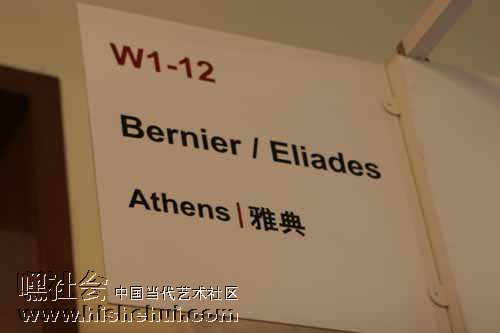 W1-12
Bernier / Eliades
Athens | 雅典
嘿社会 中国当代艺术社区
www.hishehui.com